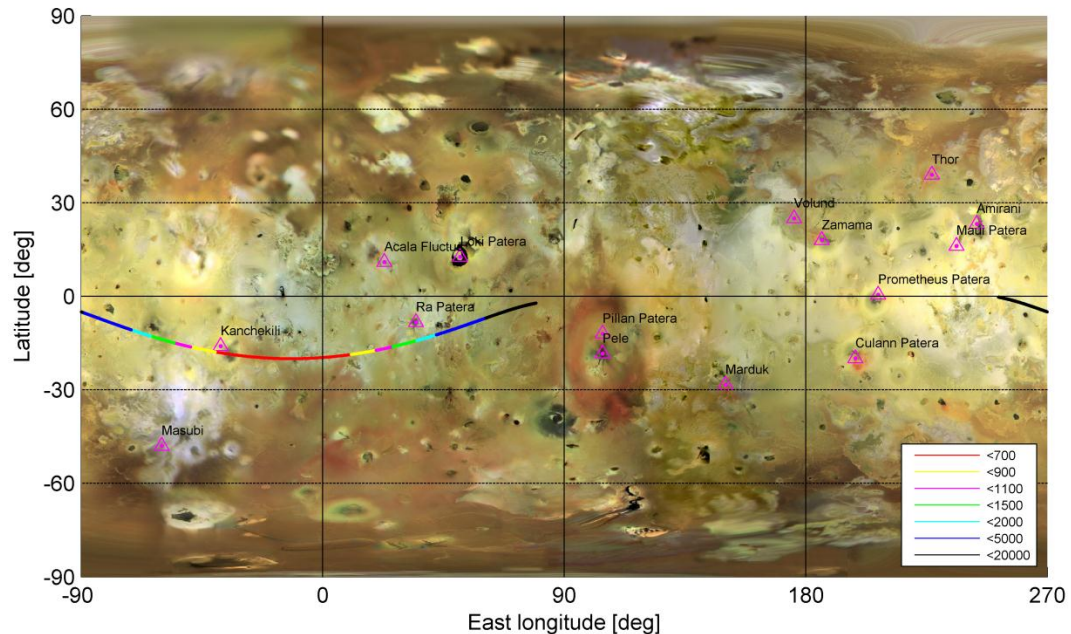 90
60
30
0
-30
-60
-90
Latitude [deg]
Thor
Volund
Amirani
Zamama
Maui Patera
Acala Fluctus
Loki Patera
Prometheus Patera
Ra Patera
Kanchekili
Pillan Patera
Pele
Culann Patera
Marduk
Masubi
<700
<900
<1100
<1500
<2000
<5000
<20000
-90
0
90
180
270
East longitude [deg]